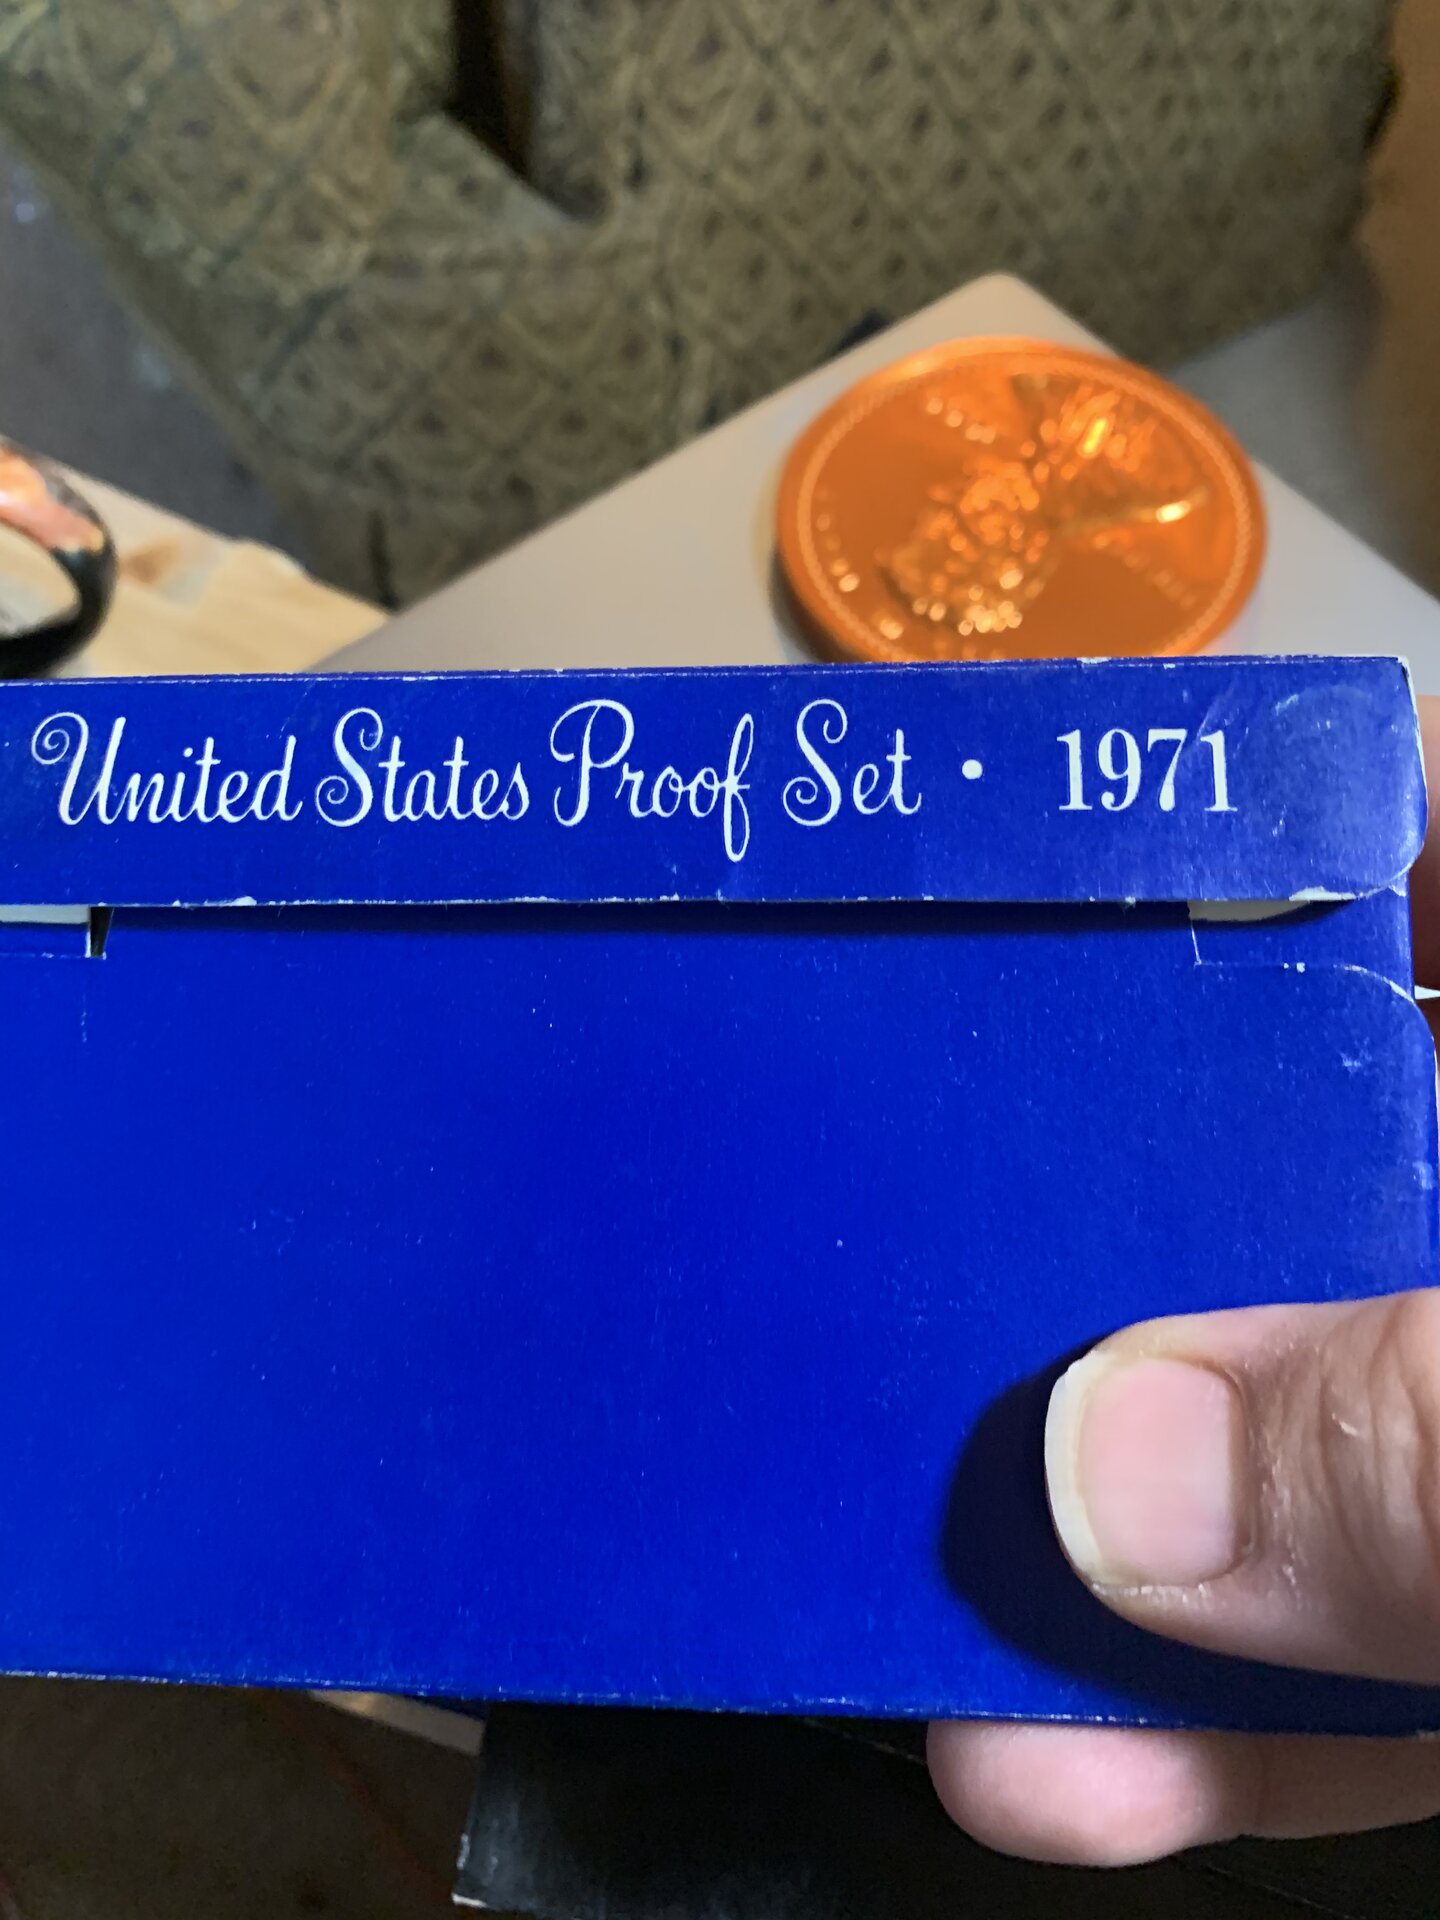 United States Proof Set • 1971